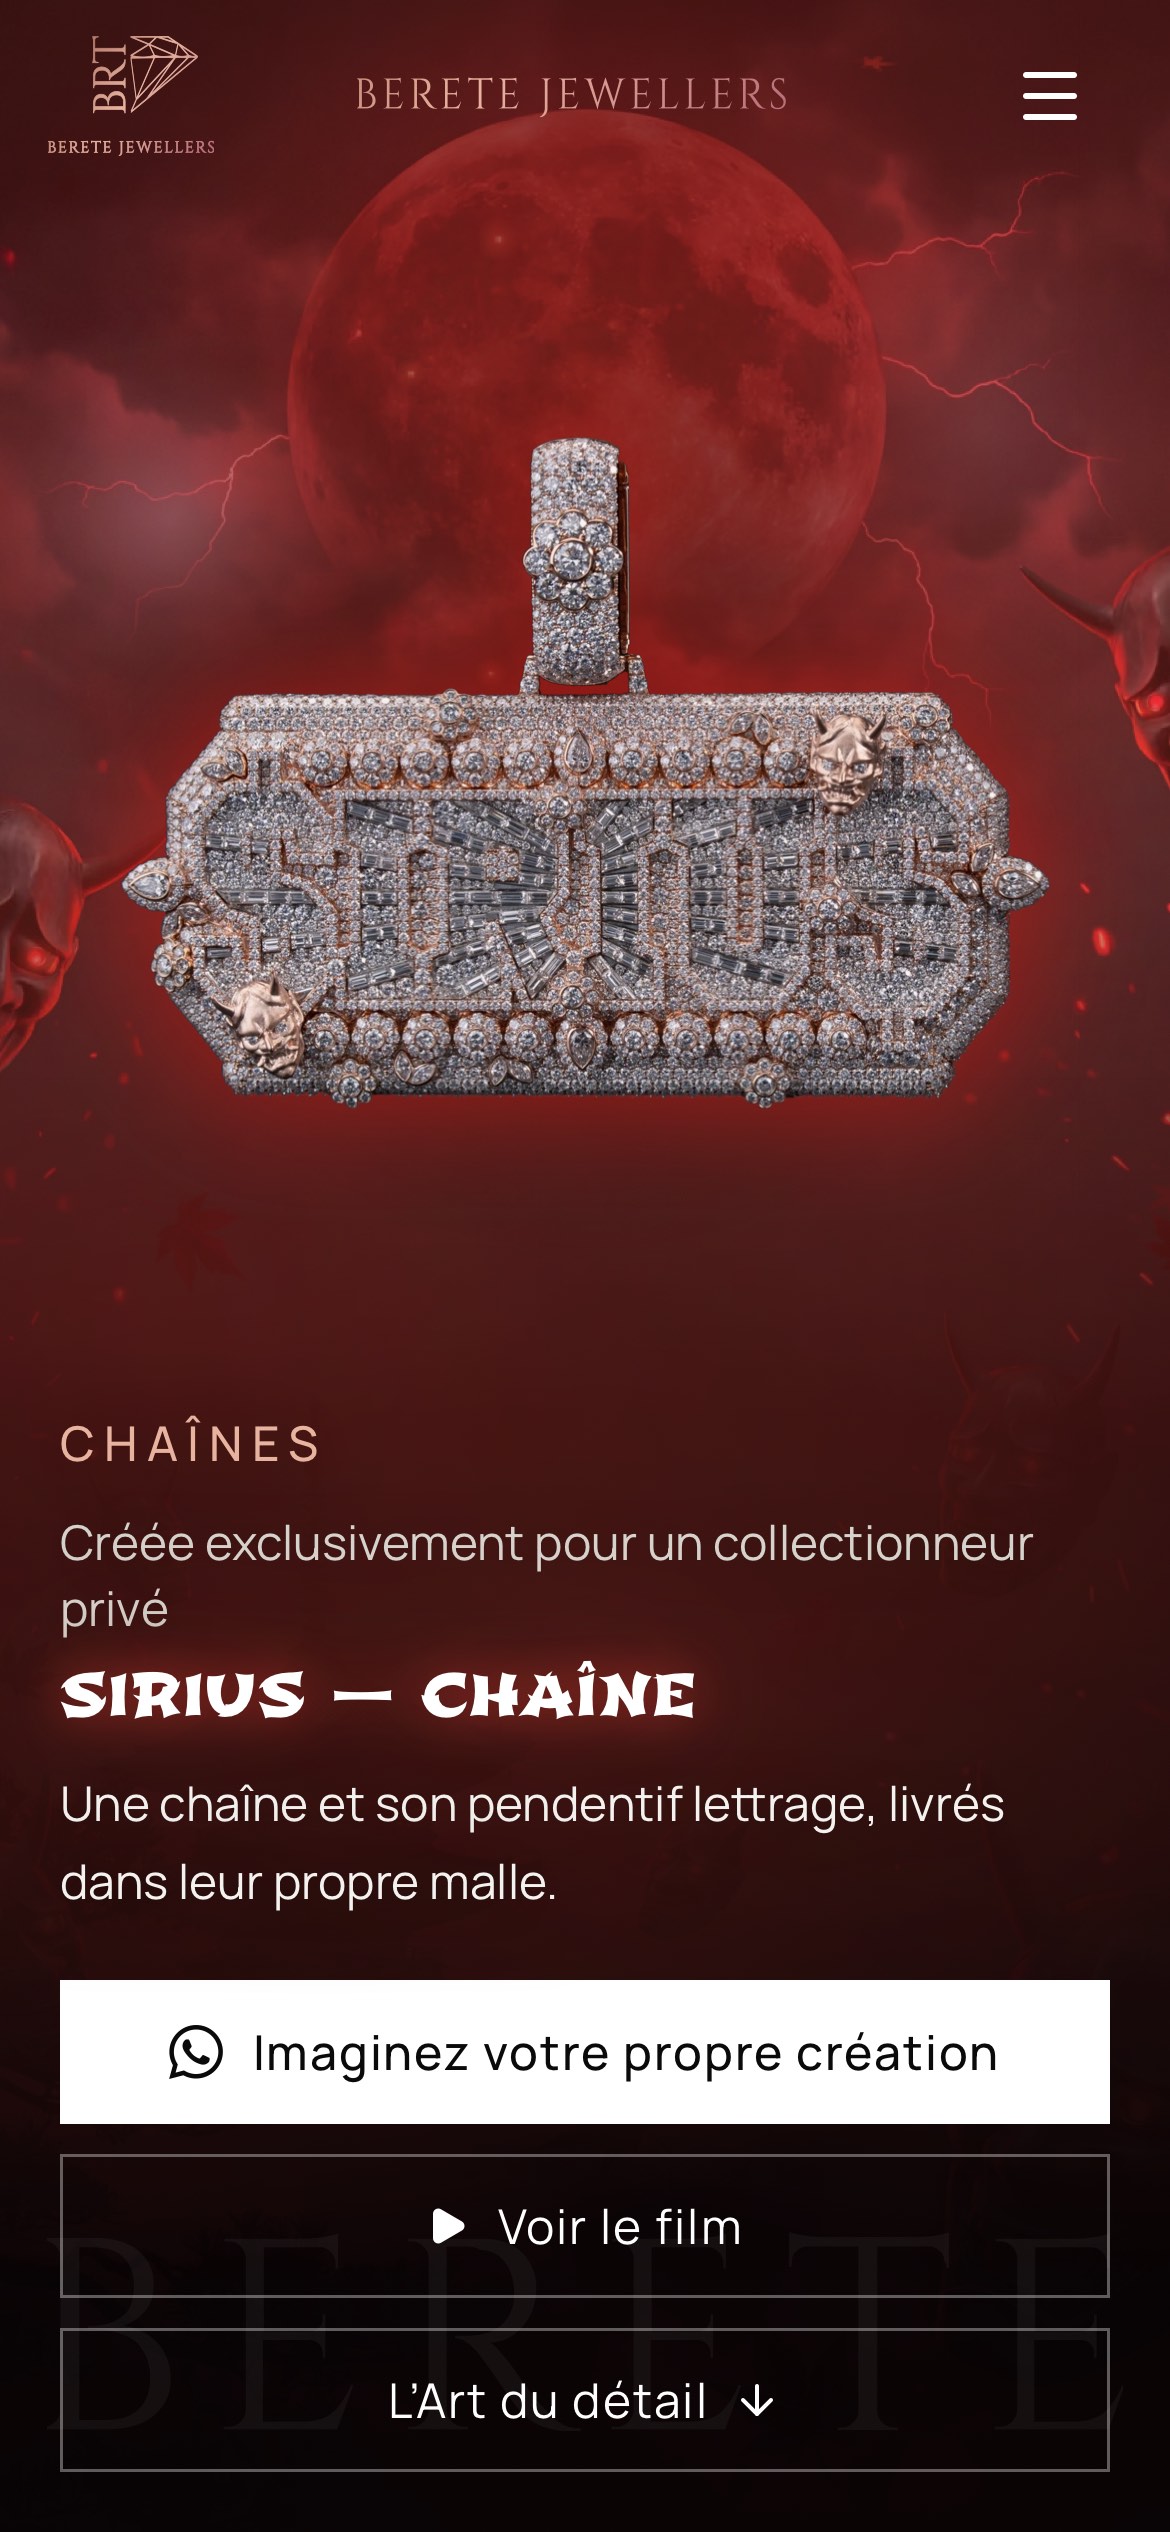 BRT
BERETE JEWELLERS
BERETE JEWELLERS
SIRIUS
CHAÎNES
Créée exclusivement pour un collectionneur
privé
SIRIUS — CHAÎNE
Une chaîne et son pendentif lettrage, livrés
dans leur propre malle.
Imaginez votre propre création
Voir le film
BERETE
L’Art du détail